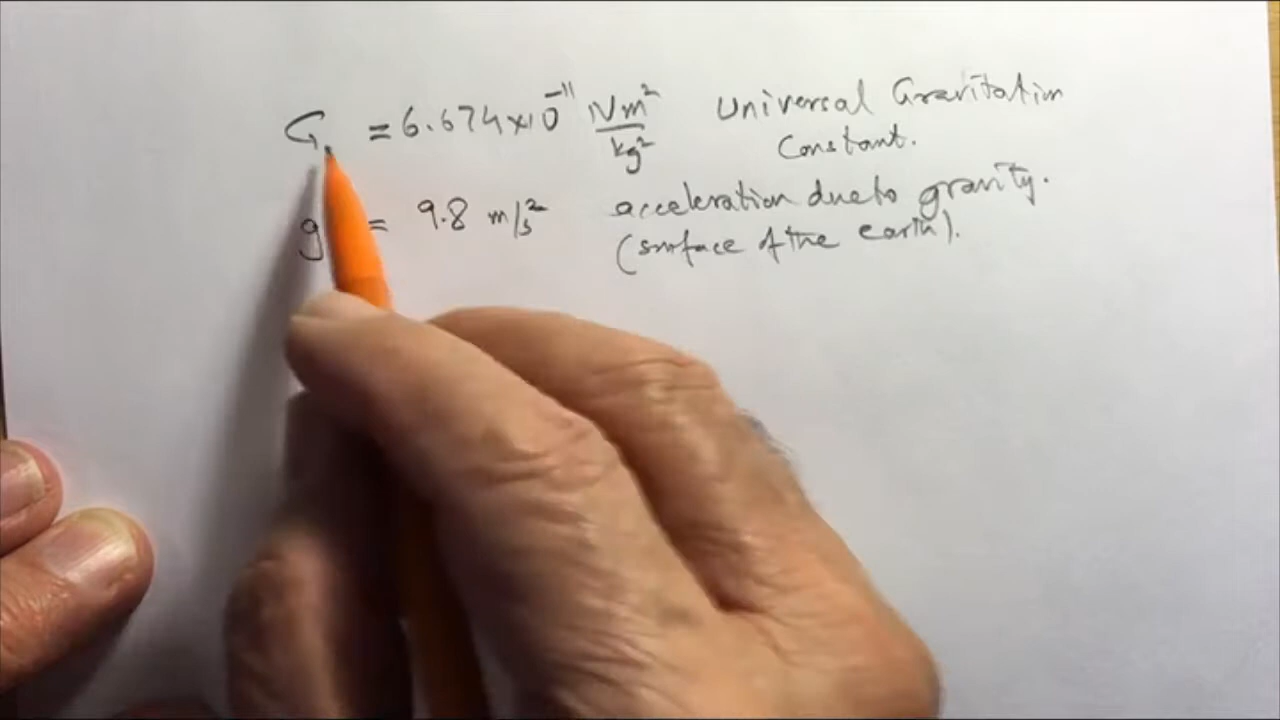 G = 6.674×10⁻¹¹ Nm²/kg² Universal Gravitation
Constant.
g = 9.8 m/s² acceleration due to gravity.
(surface of the earth).